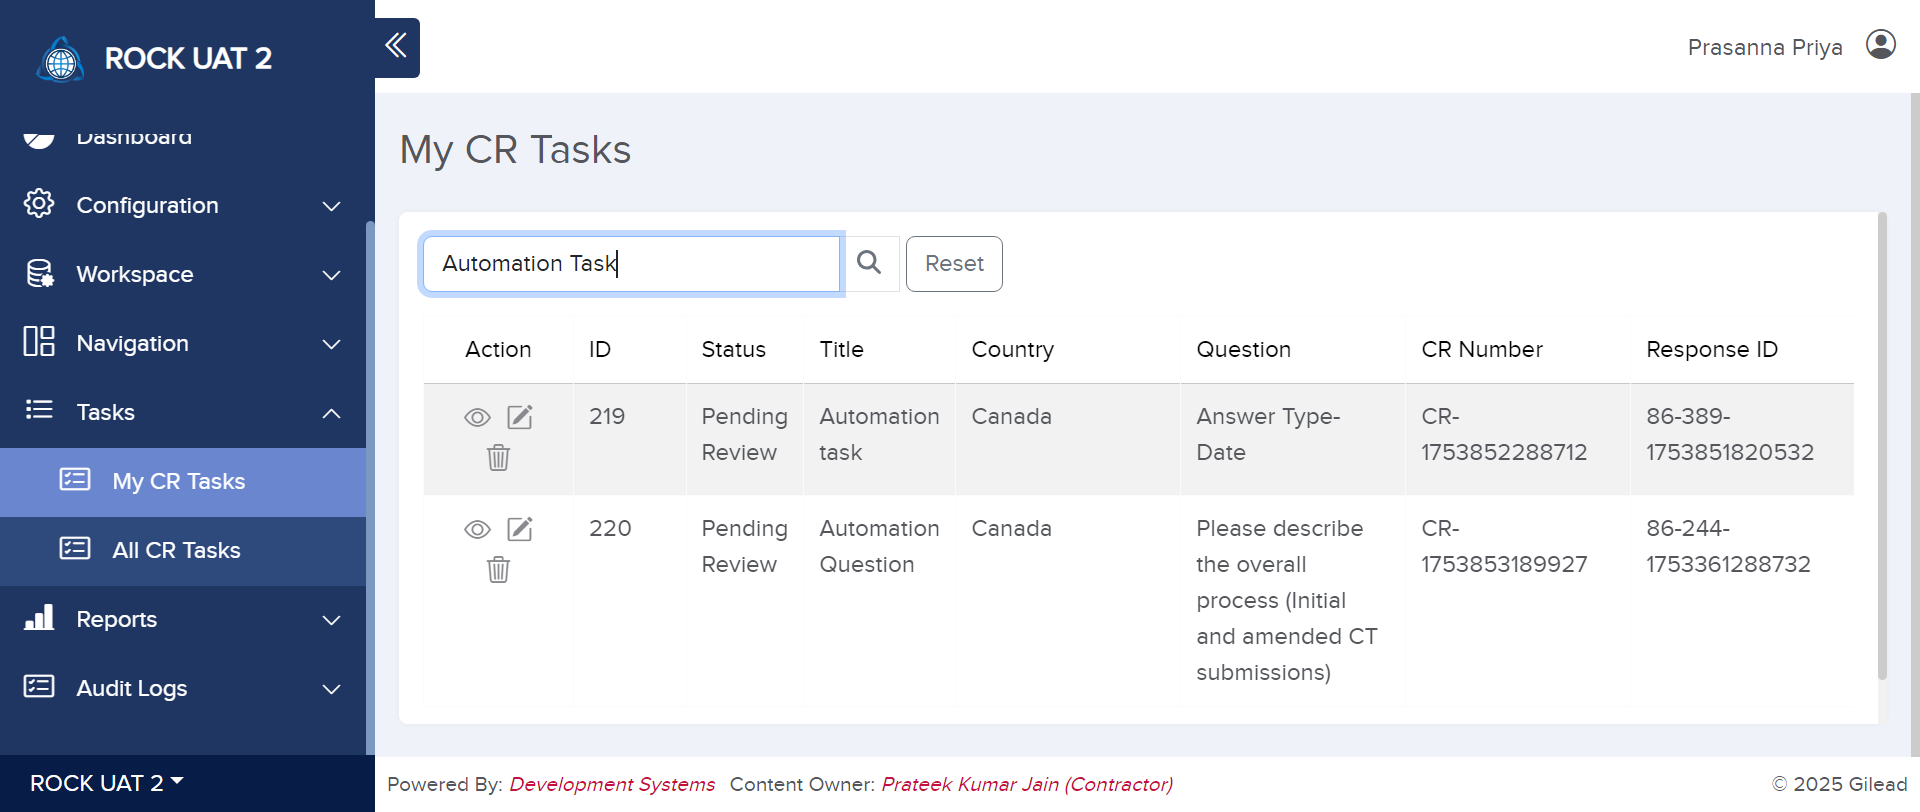 ROCK UAT 2
Prasanna Priya
Dashboard
Configuration
Workspace
Navigation
Tasks
My CR Tasks
All CR Tasks
Reports
Audit Logs
ROCK UAT 2
My CR Tasks
Automation Task
Reset
Action ID Status Title Country Question CR Number Response ID
219 Pending Automation Canada Answer Type- CR- 86-389-
Review task Date 1753852288712 1753851820532
220 Pending Automation Canada Please describe CR- 86-244-
Review Question the overall 1753853189927 1753361288732
process (Initial
and amended CT
submissions)
Powered By: Development Systems Content Owner: Prateek Kumar Jain (Contractor) © 2025 Gilead